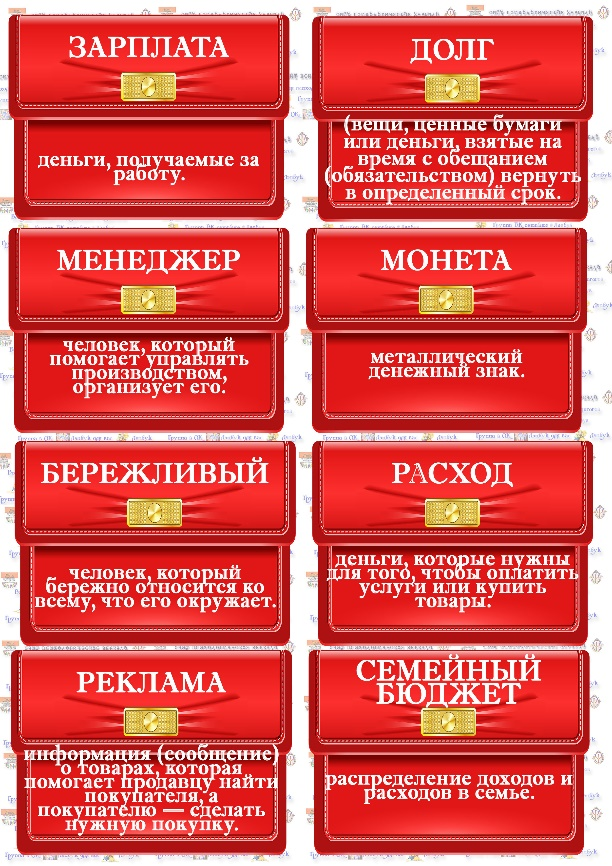 ЗАРПЛАТА
деньги, получаемые за
работу.
ДОЛГ
(вещи, ценные бумаги
или деньги, взятые на
время с обещанием
(обязательством) вернуть
в определенный срок.
МЕНЕДЖЕР
человек, который
помогает управлять
производством,
организует его.
МОНЕТА
металлический
денежный знак.
БЕРЕЖЛИВЫЙ
человек, который
бережно относится ко
всему, что его окружает.
РАСХОД
деньги, которые нужны
для того, чтобы оплатить
услуги или купить
товары.
РЕКЛАМА
информация (сообщение)
о товарах, которая
помогает продавцу найти
покупателя, а
покупателю — сделать
нужную покупку.
СЕМЕЙНЫЙ
БЮДЖЕТ
распределение доходов и
расходов в семье.